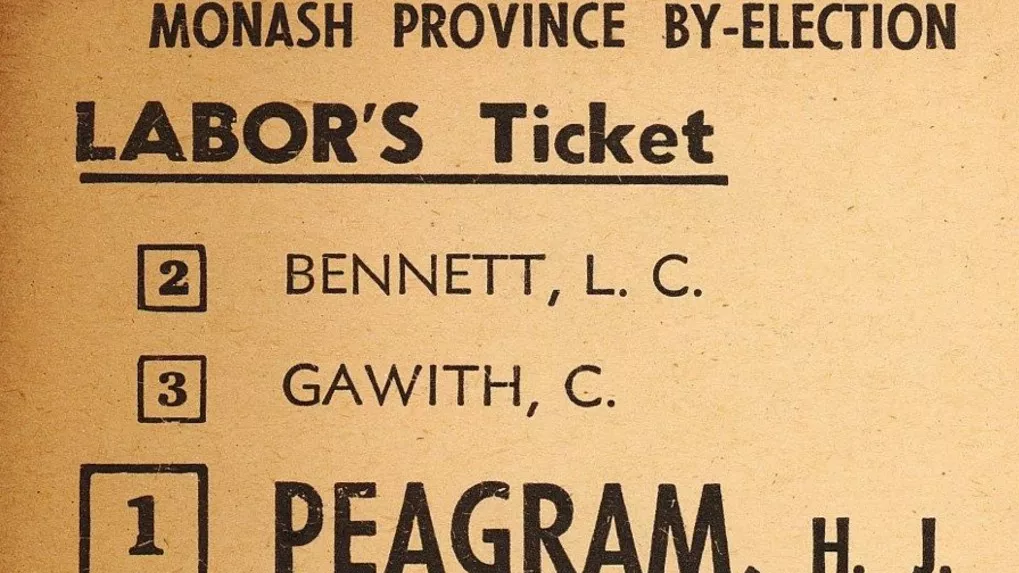 MONASH PROVINCE BY-ELECTION
LABOR'S Ticket
2 BENNETT, L. C.
3 GAWITH, C.
1 PEAGRAM, H. J.